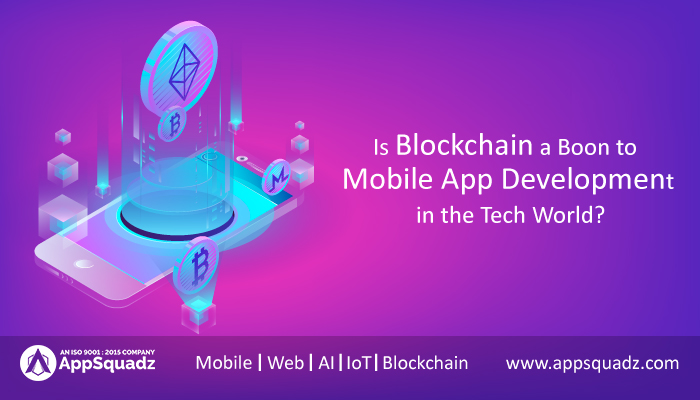 Is Blockchain a Boon to
Mobile App Development
in the Tech World?
AN ISO 9001 : 2015 COMPANY
AppSquadz
Mobile | Web | AI | IoT | Blockchain
www.appsquadz.com